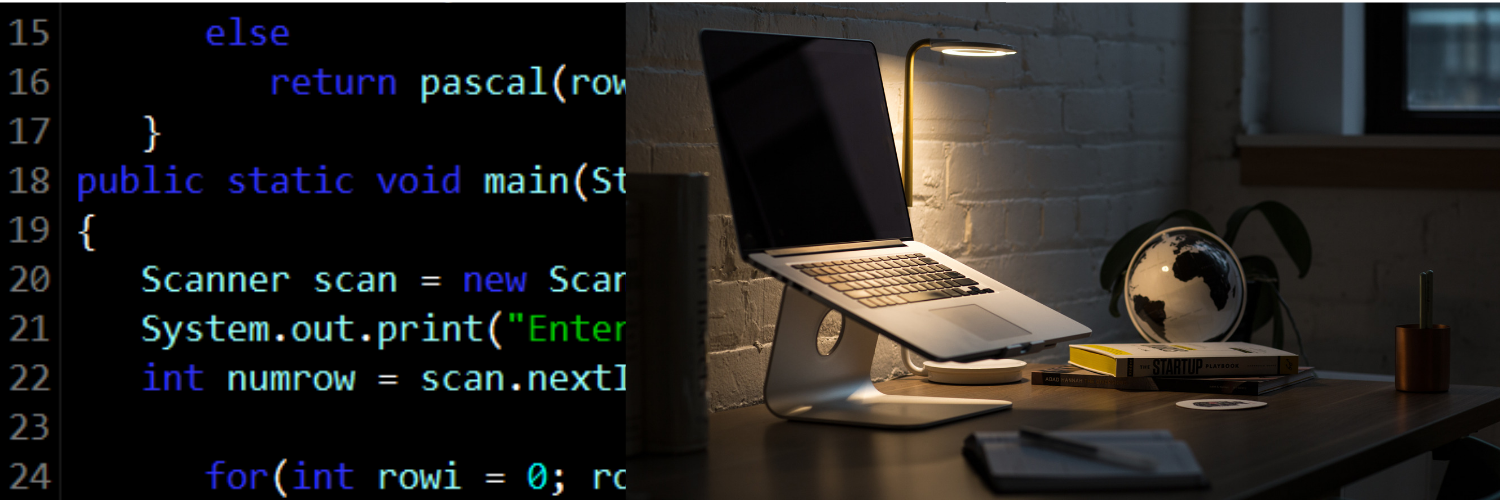 15 else
16 return pascal(row
17 }
18 public static void main(St
19 {
20 Scanner scan = new Scan
21 System.out.print("Enter
22 int numrow = scan.nextI
23
24 for(int rowi = 0; ro
STARTUP PLAYBOOK